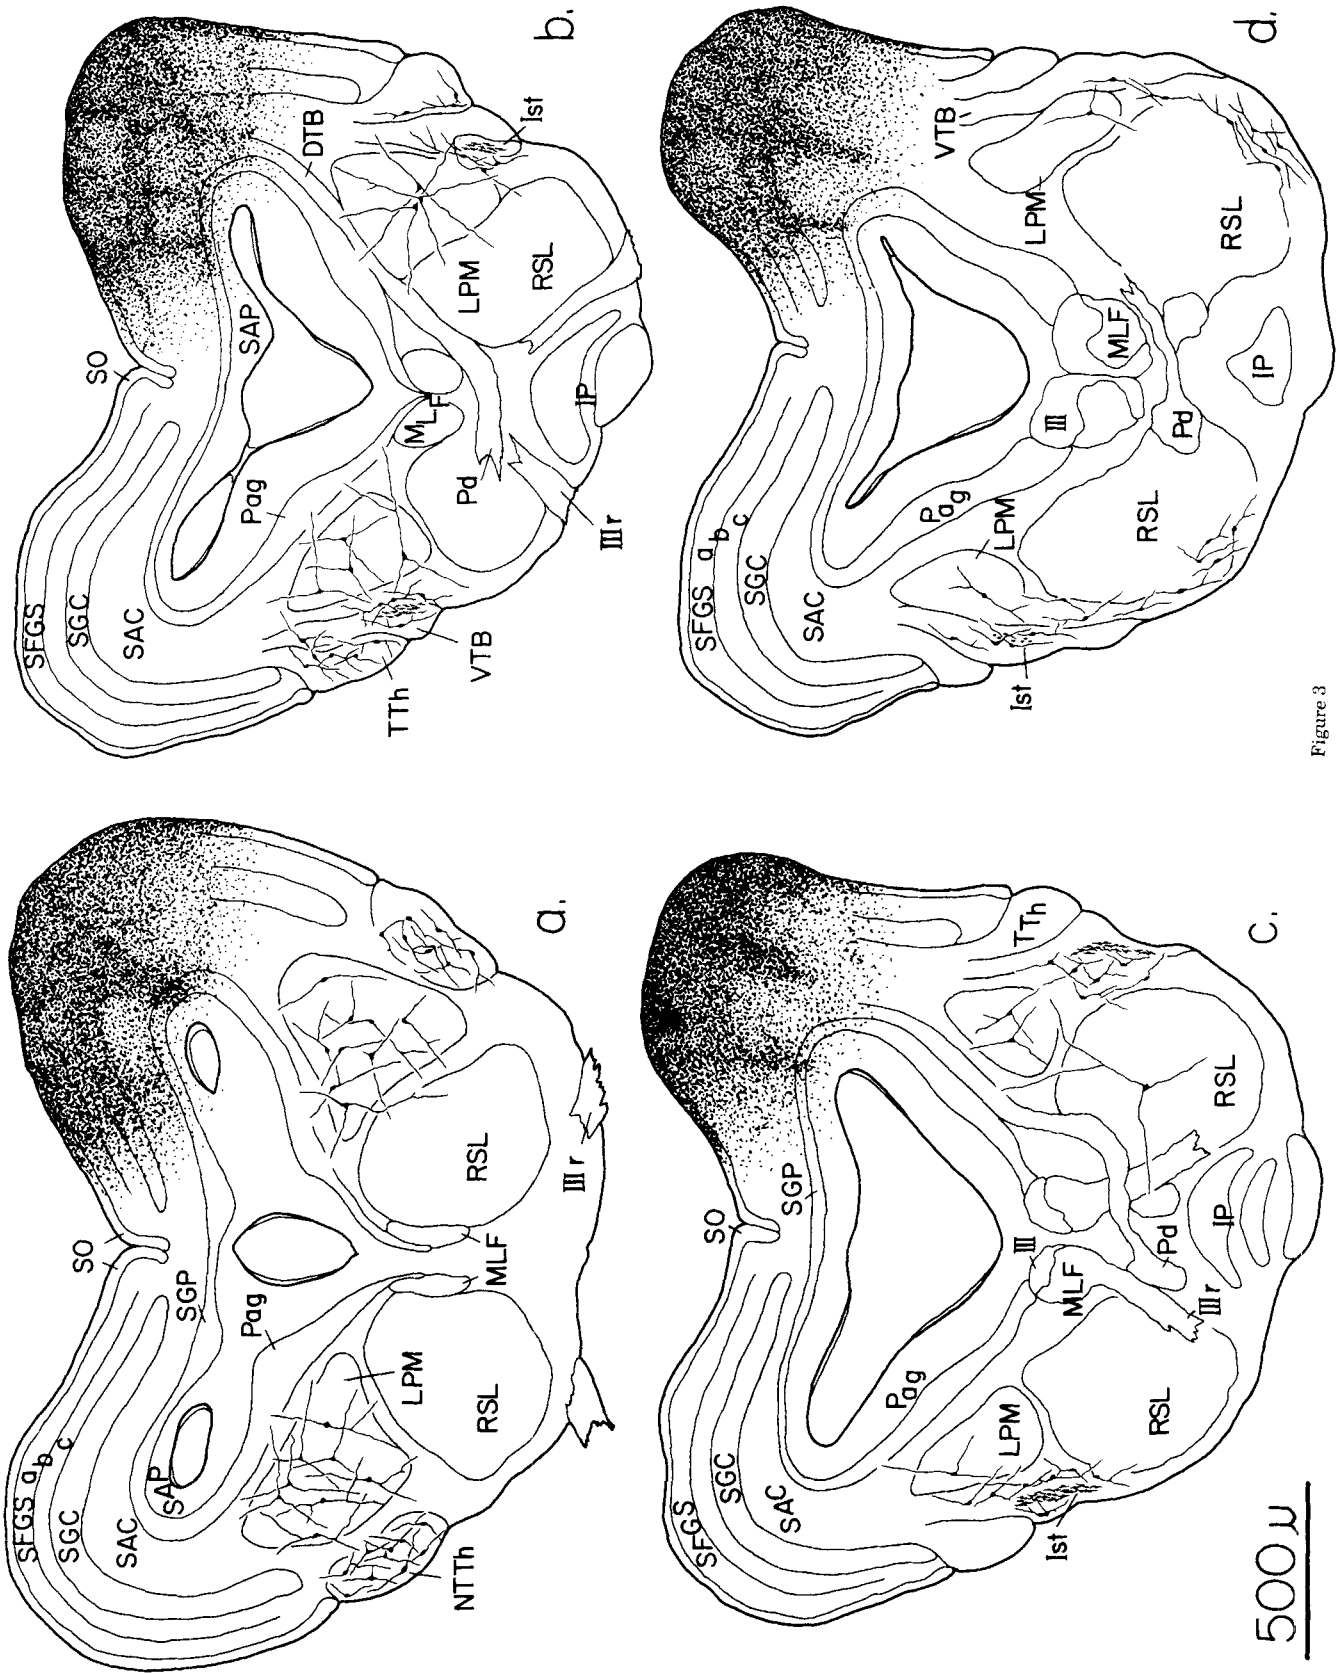 SO
SFGS a b c
SGC
SAC
SAP
SGP
Pag
LPM
RSL
RSL
NTTh
MLF
IIIr
a.
SO
SFGS
SGC
SAC
SAP
Pag
DTB
Ist
LPM
RSL
MLF
Pd
IP
IIIr
VTB
TTh
b.
SO
SFGS
SGC
SAC
SGP
Pag
LPM
RSL
RSL
III
MLF
Pd
IP
IIIr
Ist
TTh
c.
500 μ
SFGS a b c
SGC
SAC
Pag
LPM
LPM
RSL
RSL
III
MLF
Pd
IP
Ist
VTB
d.
Figure 3